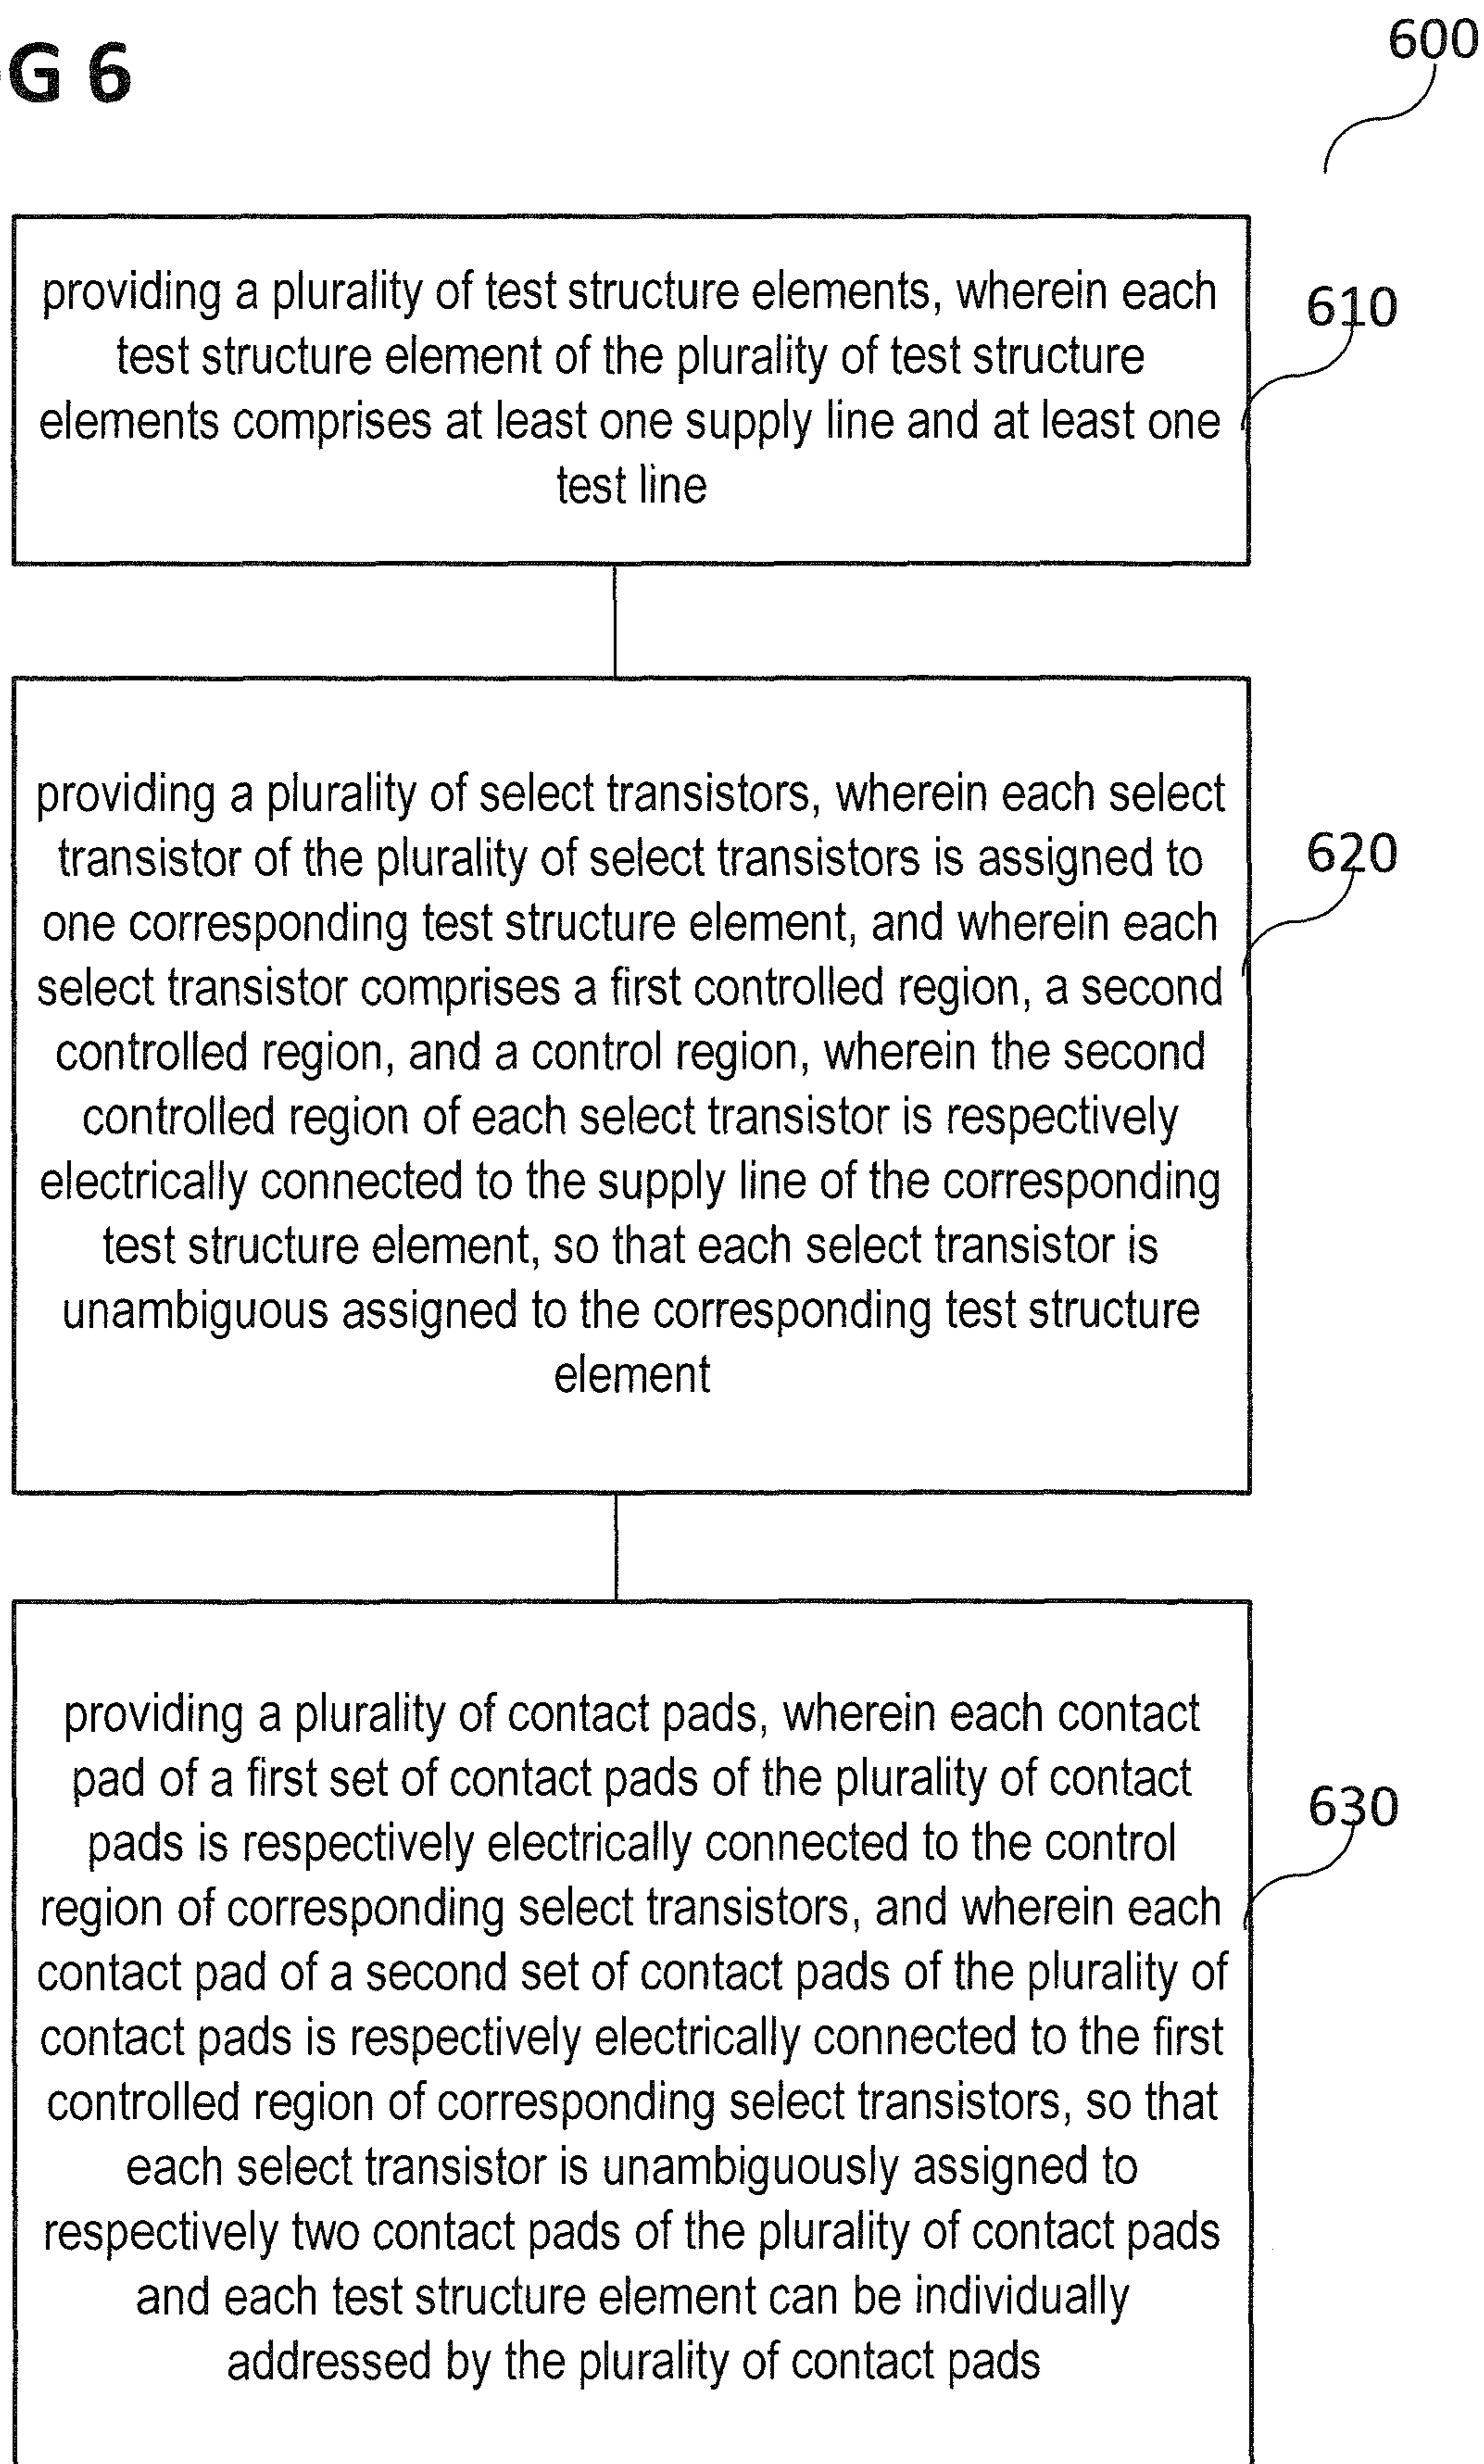 G 6
600
providing a plurality of test structure elements, wherein each
test structure element of the plurality of test structure
elements comprises at least one supply line and at least one
test line
610
providing a plurality of select transistors, wherein each select
transistor of the plurality of select transistors is assigned to
one corresponding test structure element, and wherein each
select transistor comprises a first controlled region, a second
controlled region, and a control region, wherein the second
controlled region of each select transistor is respectively
electrically connected to the supply line of the corresponding
test structure element, so that each select transistor is
unambiguous assigned to the corresponding test structure
element
620
providing a plurality of contact pads, wherein each contact
pad of a first set of contact pads of the plurality of contact
pads is respectively electrically connected to the control
region of corresponding select transistors, and wherein each
contact pad of a second set of contact pads of the plurality of
contact pads is respectively electrically connected to the first
controlled region of corresponding select transistors, so that
each select transistor is unambiguously assigned to
respectively two contact pads of the plurality of contact pads
and each test structure element can be individually
addressed by the plurality of contact pads
630